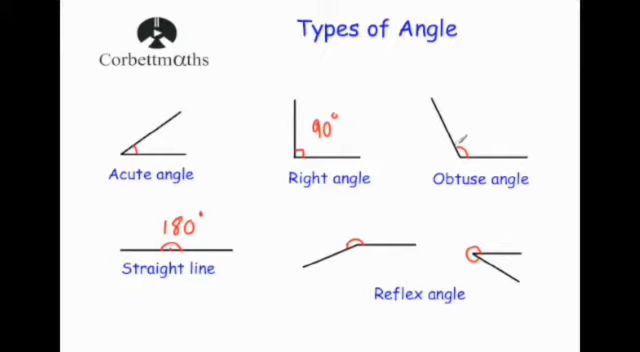 Types of Angle
Corbettmαths
90°
Acute angle
Right angle
Obtuse angle
180°
Straight line
Reflex angle